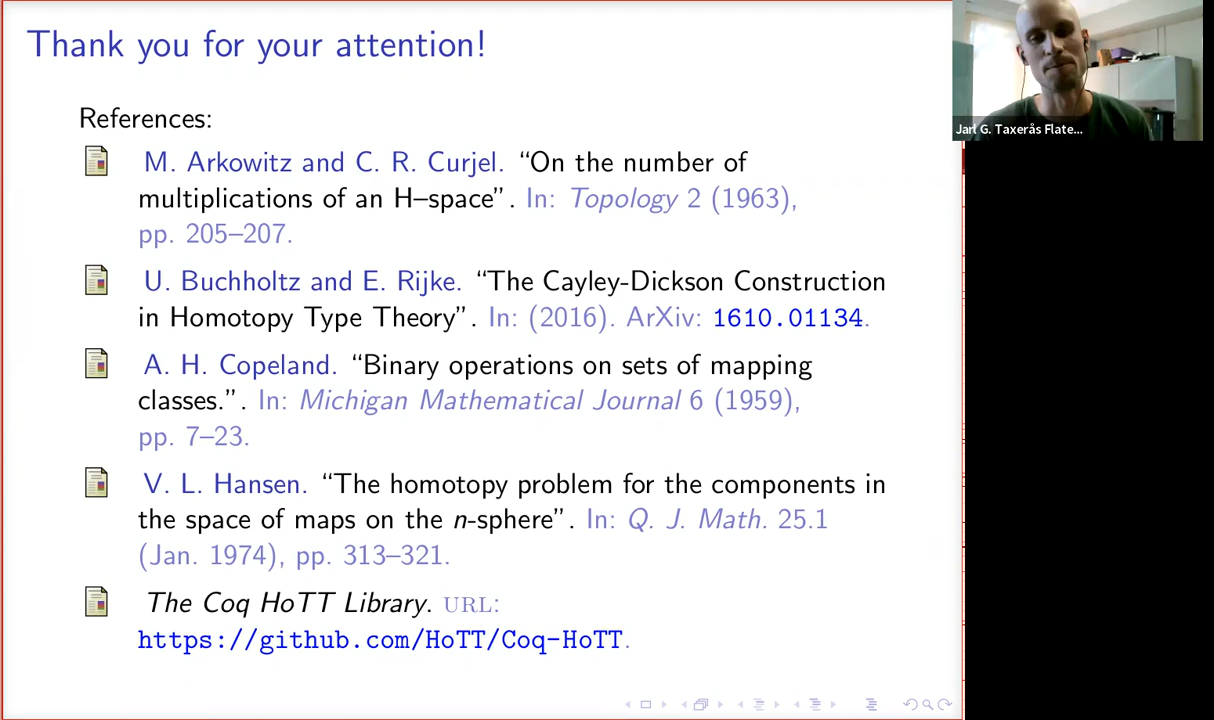 Thank you for your attention!
References:
M. Arkowitz and C. R. Curjel. “On the number of
multiplications of an H–space”. In: Topology 2 (1963),
pp. 205–207.
U. Buchholtz and E. Rijke. “The Cayley-Dickson Construction
in Homotopy Type Theory”. In: (2016). ArXiv: 1610.01134.
A. H. Copeland. “Binary operations on sets of mapping
classes.”. In: Michigan Mathematical Journal 6 (1959),
pp. 7–23.
V. L. Hansen. “The homotopy problem for the components in
the space of maps on the n-sphere”. In: Q. J. Math. 25.1
(Jan. 1974), pp. 313–321.
The Coq HoTT Library. URL:
https://github.com/HoTT/Coq-HoTT.
Jarl G. Taxerås Flate...